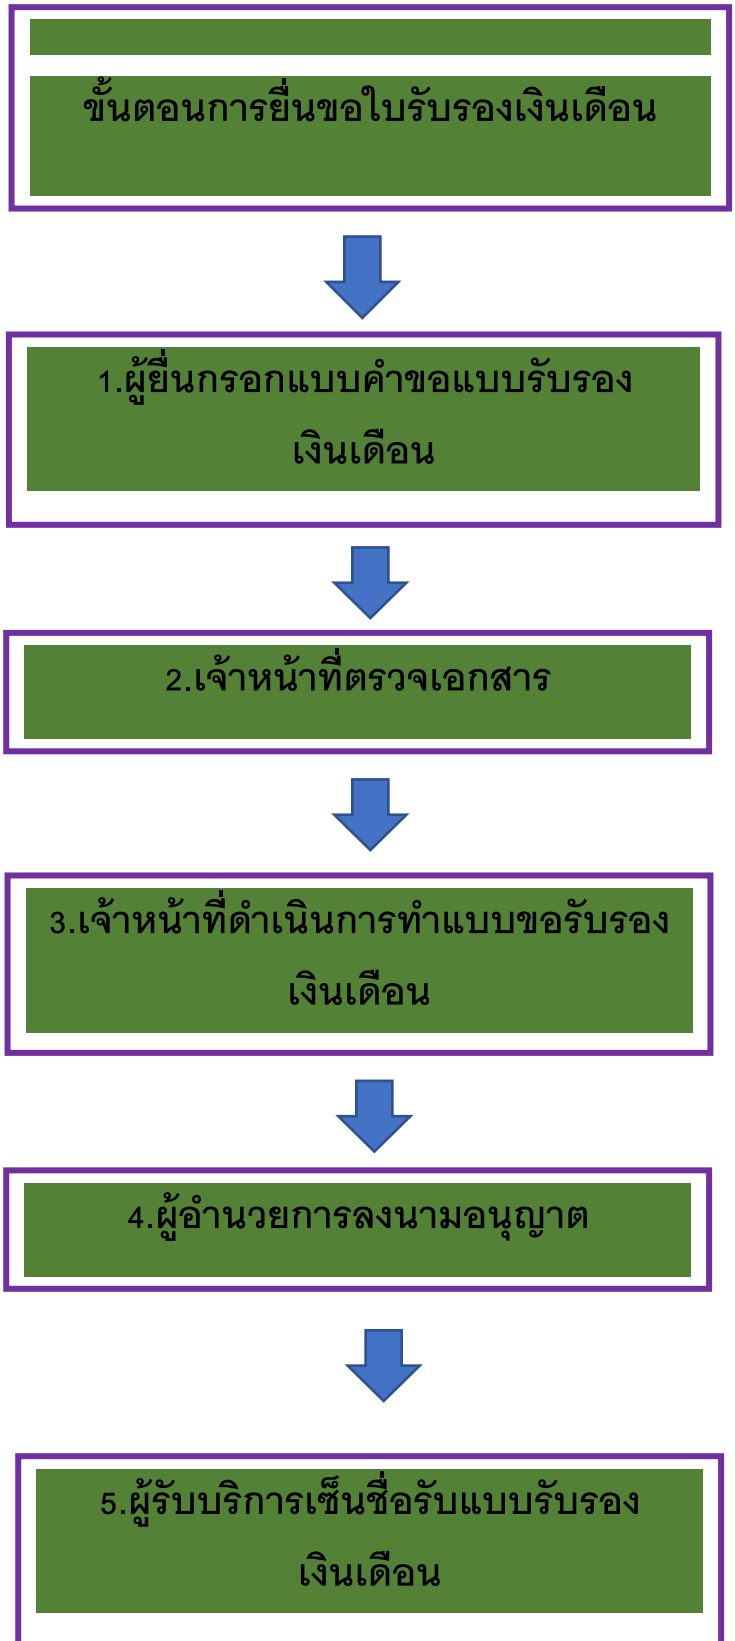 ขั้นตอนการยื่นขอใบรับรองเงินเดือน
1.ผู้ยื่นกรอกแบบคำขอแบบรับรอง
เงินเดือน
2.เจ้าหน้าที่ตรวจเอกสาร
3.เจ้าหน้าที่ดำเนินการทำแบบขอรับรอง
เงินเดือน
4.ผู้อำนวยการลงนามอนุญาต
5.ผู้รับบริการเซ็นชื่อรับแบบรับรอง
เงินเดือน